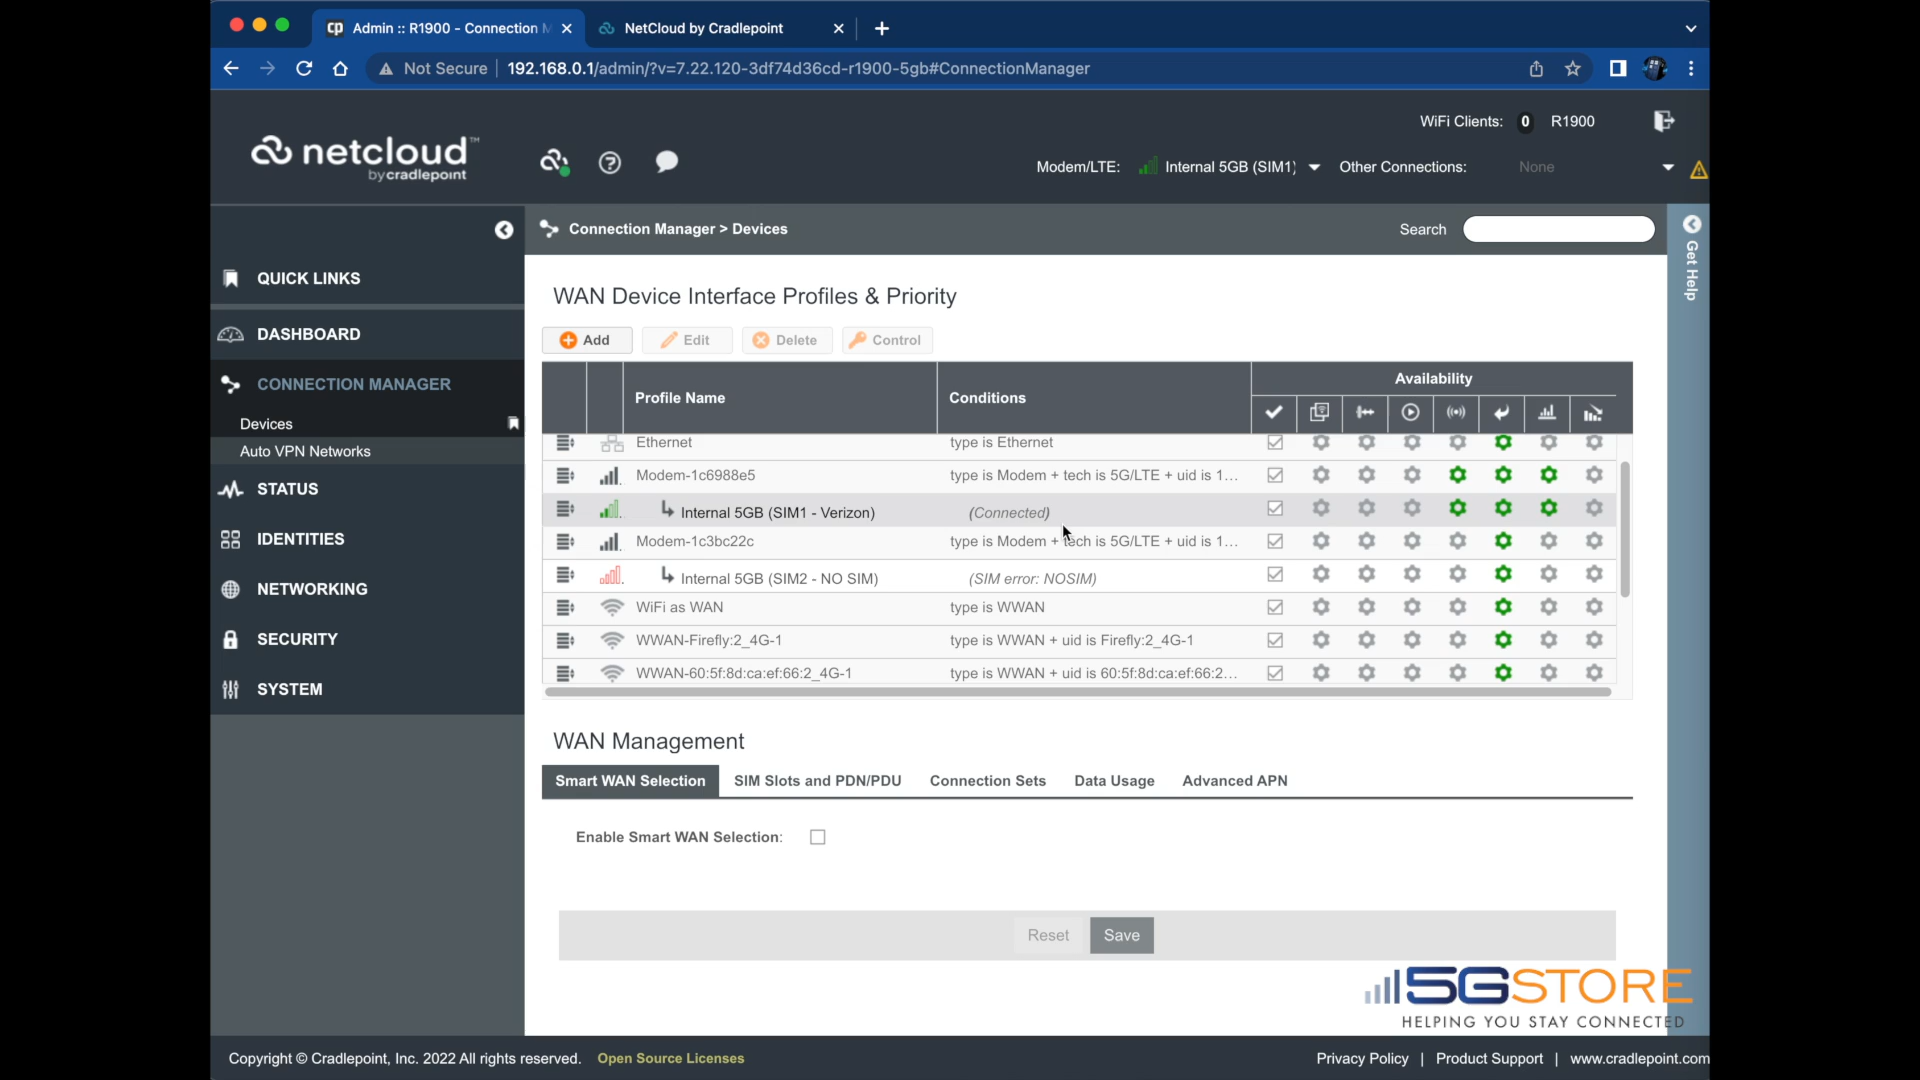 Admin :: R1900 - Connection M
NetCloud by Cradlepoint
Not Secure
192.168.0.1/admin/?v=7.22.120-3df74d36cd-r1900-5gb#ConnectionManager
WiFi Clients: 0 R1900
netcloud™
by cradlepoint
Modem/LTE: Internal 5GB (SIM1) Other Connections: None
Connection Manager > Devices
Search
Get Help
QUICK LINKS
DASHBOARD
CONNECTION MANAGER
Devices
Auto VPN Networks
STATUS
IDENTITIES
NETWORKING
SECURITY
SYSTEM
WAN Device Interface Profiles & Priority
Add Edit Delete Control
Profile Name Conditions Availability
Ethernet type is Ethernet
Modem-1c6988e5 type is Modem + tech is 5G/LTE + uid is 1...
Internal 5GB (SIM1 - Verizon) (Connected)
Modem-1c3bc22c type is Modem + tech is 5G/LTE + uid is 1...
Internal 5GB (SIM2 - NO SIM) (SIM error: NOSIM)
WiFi as WAN type is WWAN
WWAN-Firefly:2_4G-1 type is WWAN + uid is Firefly:2_4G-1
WWAN-60:5f:8d:ca:ef:66:2_4G-1 type is WWAN + uid is 60:5f:8d:ca:ef:66:2...
WAN Management
Smart WAN Selection SIM Slots and PDN/PDU Connection Sets Data Usage Advanced APN
Enable Smart WAN Selection:
Reset Save
5GSTORE
HELPING YOU STAY CONNECTED
Copyright © Cradlepoint, Inc. 2022 All rights reserved. Open Source Licenses
Privacy Policy | Product Support | www.cradlepoint.com